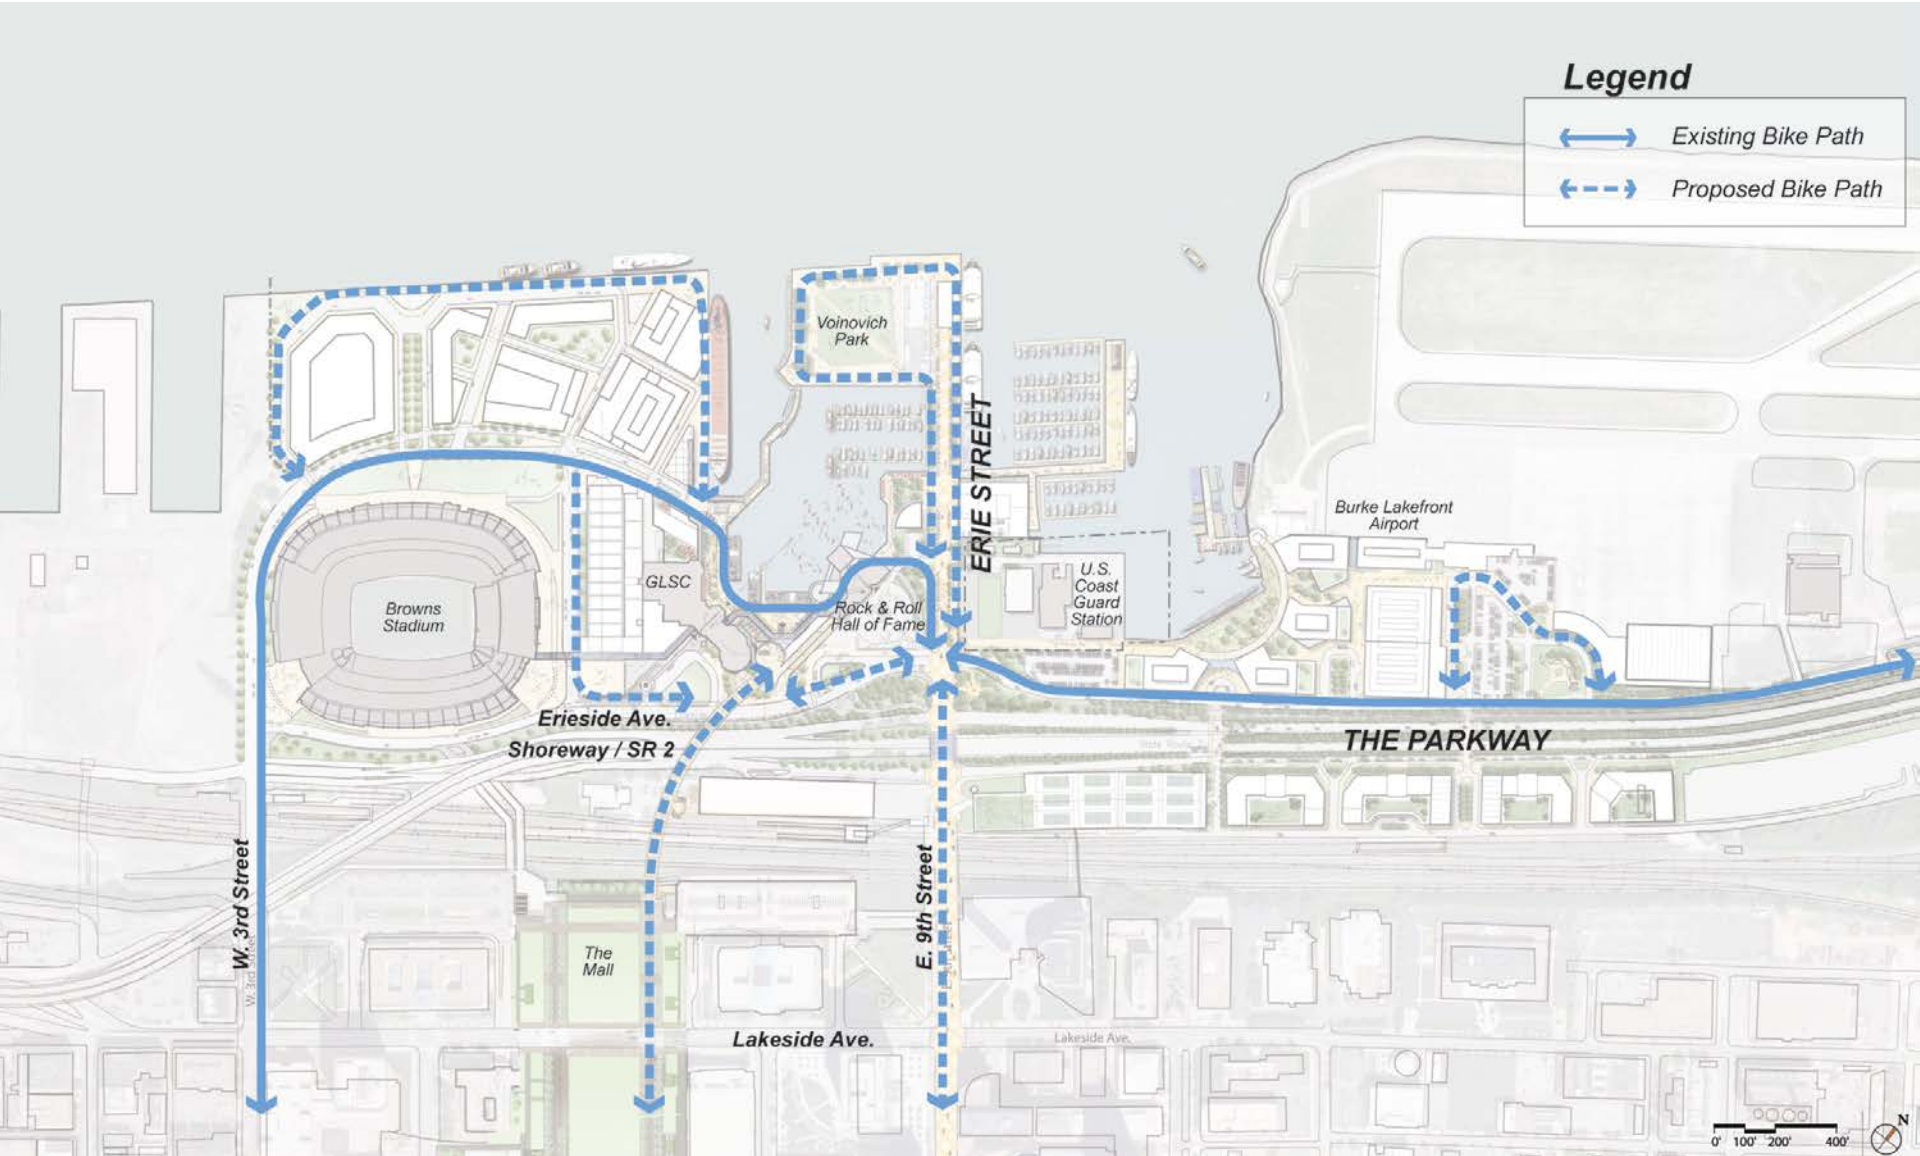 Legend
Existing Bike Path
Proposed Bike Path
Voinovich
Park
ERIE STREET
Burke Lakefront
Airport
GLSC
U.S.
Coast
Guard
Station
Browns
Stadium
Rock & Roll
Hall of Fame
Erieside Ave.
Shoreway / SR 2
THE PARKWAY
W. 3rd Street
W. 3rd Street
E. 9th Street
The
Mall
Lakeside Ave.
Lakeside Ave.
0' 100' 200' 400'
N